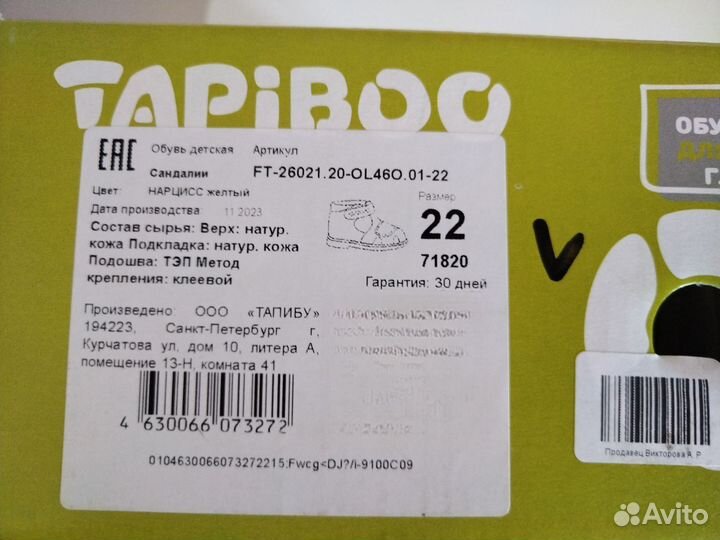 TAPiBOO
EAC Обувь детская Артикул
Сандалии FT-26021.20-OL46O.01-22
Цвет: НАРЦИСС желтый Размер
Дата производства: 11 2023 22
Состав сырья: Верх: натур.
кожа Подкладка: натур. кожа
Подошва: ТЭП Метод 71820
крепления: клеевой Гарантия: 30 дней
Произведено: ООО «ТАПИБУ»
194223, Санкт-Петербург г,
Курчатова ул, дом 10, литера А,
помещение 13-Н, комната 41
4 630066 073272
0104630066073272215:Fwcg<DJ?/i-9100C09
V
Продавец Викторова А. Р
Avito